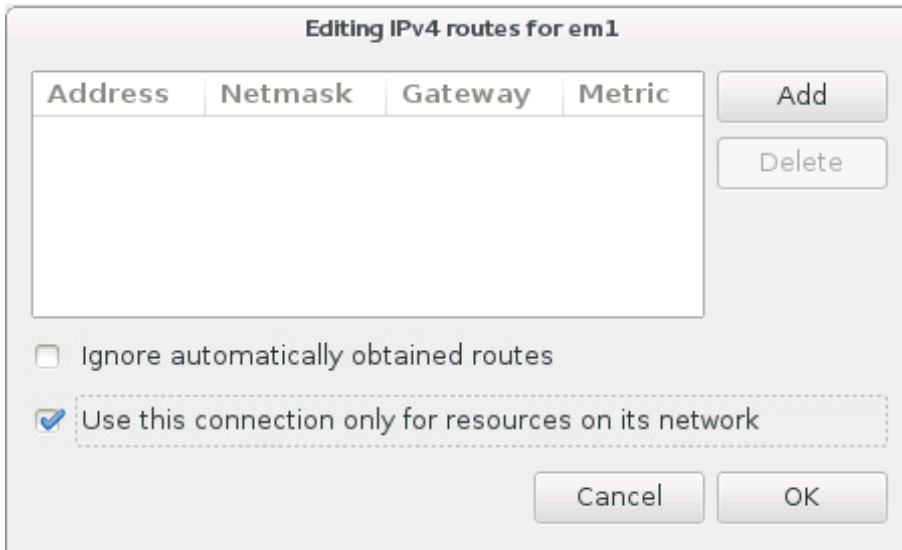 Editing IPv4 routes for em1
Address Netmask Gateway Metric
Add
Delete
Ignore automatically obtained routes
Use this connection only for resources on its network
Cancel OK